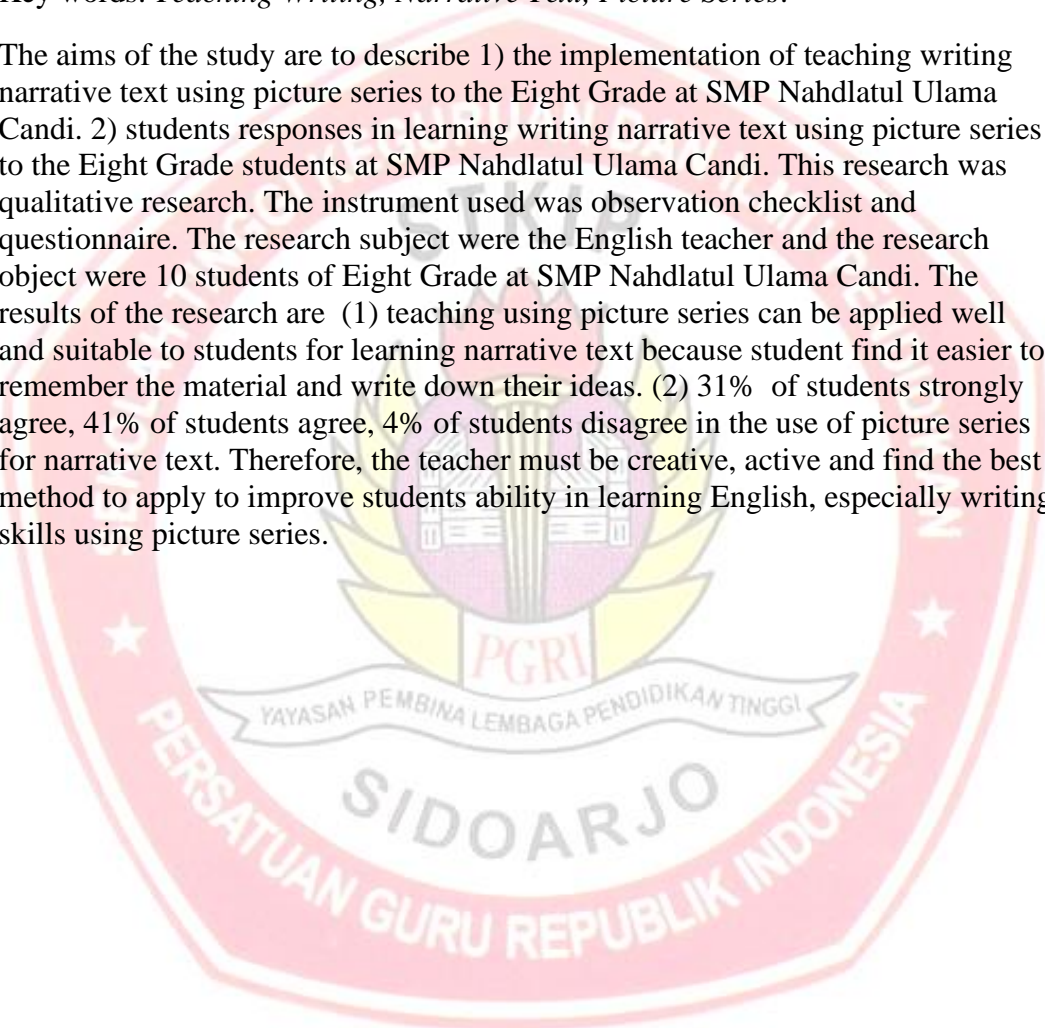 Key words: Teaching Writing, Narrative Text, Picture Series.
The aims of the study are to describe 1) the implementation of teaching writing
narrative text using picture series to the Eight Grade at SMP Nahdlatul Ulama
Candi. 2) students responses in learning writing narrative text using picture series
to the Eight Grade students at SMP Nahdlatul Ulama Candi. This research was
qualitative research. The instrument used was observation checklist and
questionnaire. The research subject were the English teacher and the research
object were 10 students of Eight Grade at SMP Nahdlatul Ulama Candi. The
results of the research are (1) teaching using picture series can be applied well
and suitable to students for learning narrative text because student find it easier to
remember the material and write down their ideas. (2) 31% of students strongly
agree, 41% of students agree, 4% of students disagree in the use of picture series
for narrative text. Therefore, the teacher must be creative, active and find the best
method to apply to improve students ability in learning English, especially writing
skills using picture series.
STKIP
PGRI
YAYASAN PEMBINA LEMBAGA PENDIDIKAN TINGGI
SIDOARJO
PERSATUAN GURU REPUBLIK INDONESIA